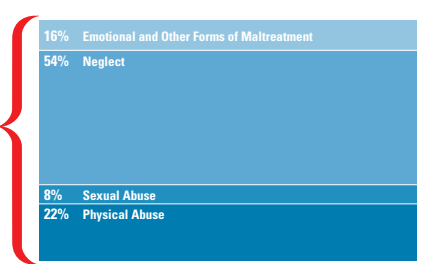 16% Emotional and Other Forms of Maltreatment
54% Neglect
8% Sexual Abuse
22% Physical Abuse